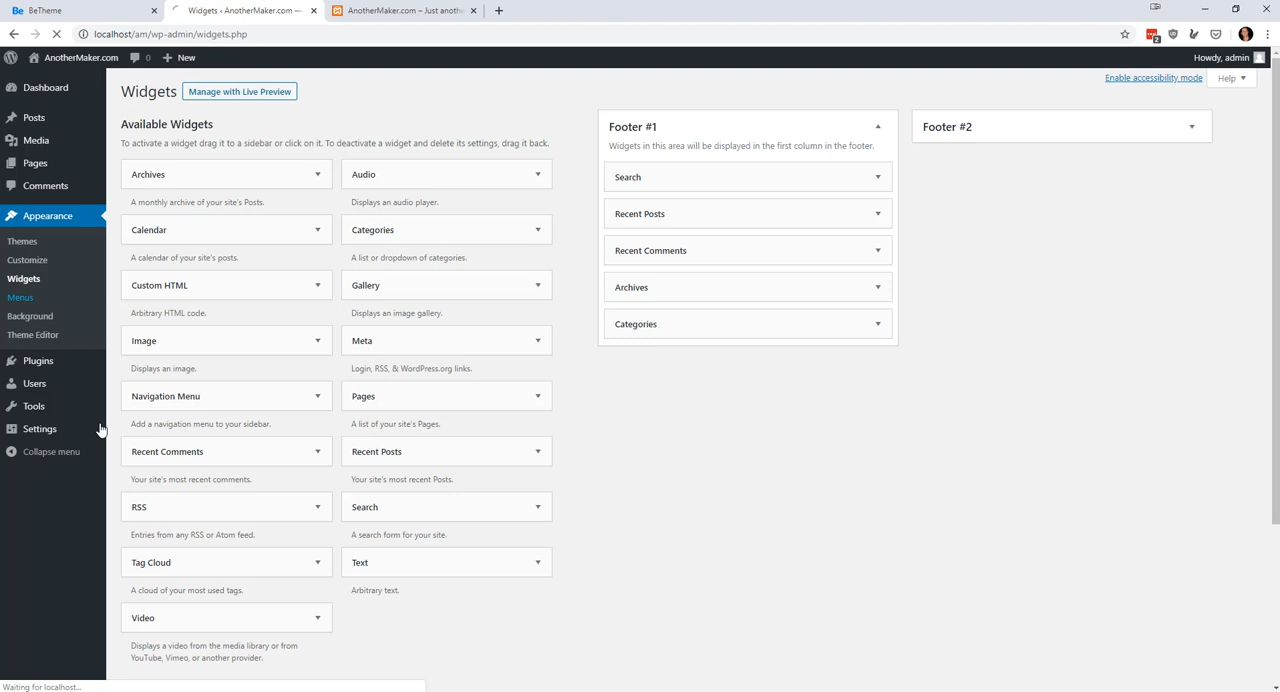 Be BeTheme
Widgets ‹ AnotherMaker.com —
AnotherMaker.com – Just anoth
localhost/am/wp-admin/widgets.php
2
AnotherMaker.com 0 New
Howdy, admin
Enable accessibility mode
Help
Dashboard
Posts
Media
Pages
Comments
Appearance
Themes
Customize
Widgets
Menus
Background
Theme Editor
Plugins
Users
Tools
Settings
Collapse menu
Widgets
Manage with Live Preview
Available Widgets
To activate a widget drag it to a sidebar or click on it. To deactivate a widget and delete its settings, drag it back.
Archives
A monthly archive of your site's Posts.
Audio
Displays an audio player.
Calendar
A calendar of your site's posts.
Categories
A list or dropdown of categories.
Custom HTML
Arbitrary HTML code.
Gallery
Displays an image gallery.
Image
Displays an image.
Meta
Login, RSS, & WordPress.org links.
Navigation Menu
Add a navigation menu to your sidebar.
Pages
A list of your site's Pages.
Recent Comments
Your site's most recent comments.
Recent Posts
Your site's most recent Posts.
RSS
Entries from any RSS or Atom feed.
Search
A search form for your site.
Tag Cloud
A cloud of your most used tags.
Text
Arbitrary text.
Video
Displays a video from the media library or from
YouTube, Vimeo, or another provider.
Footer #1
Widgets in this area will be displayed in the first column in the footer.
Search
Recent Posts
Recent Comments
Archives
Categories
Footer #2
Waiting for localhost...